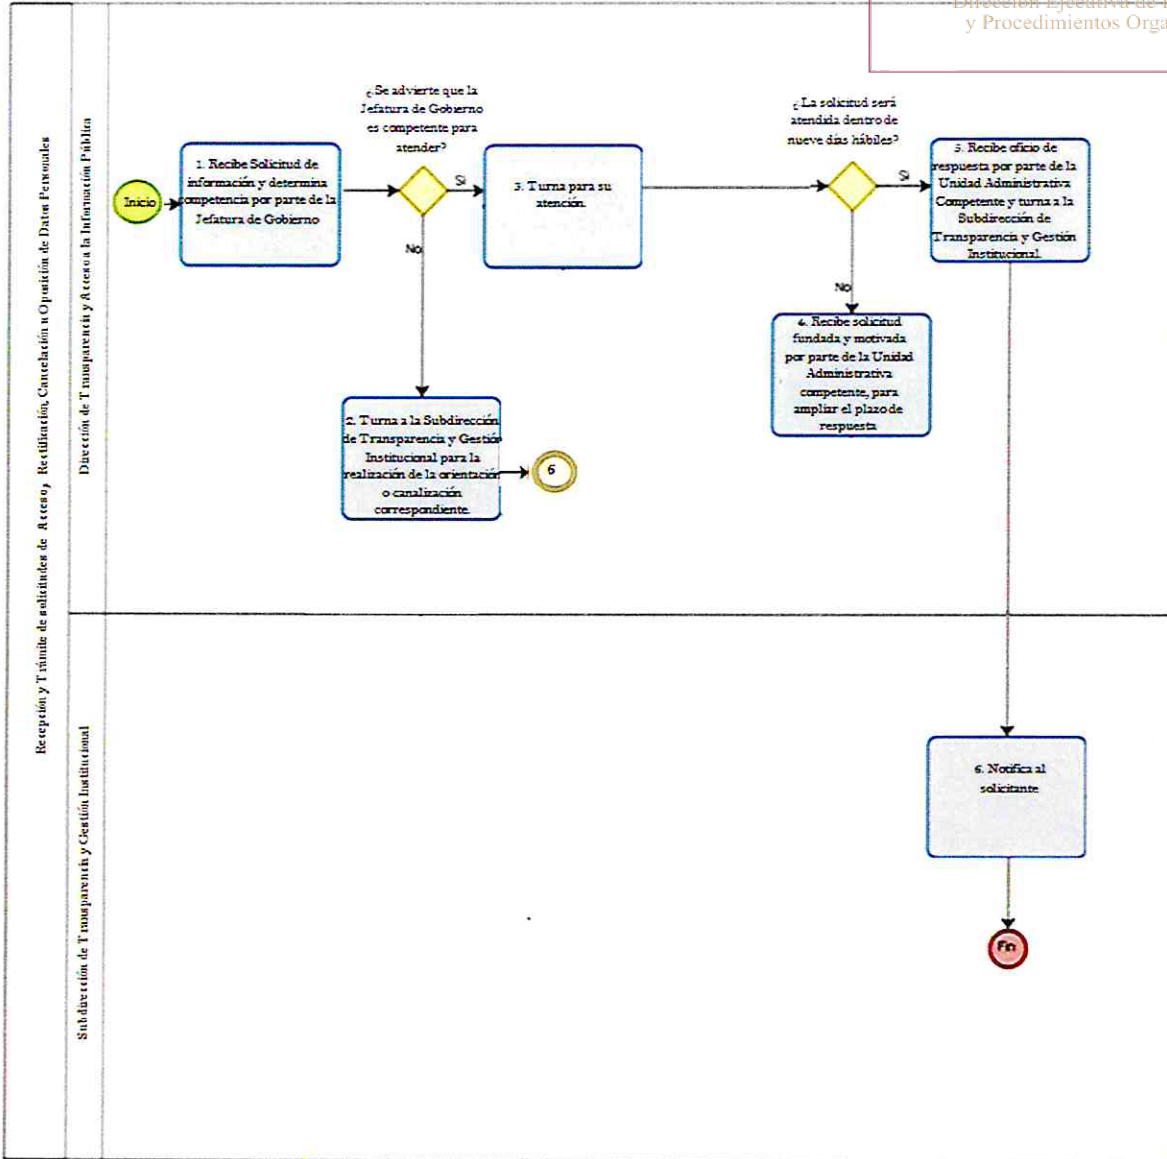 y Procedimientos Orga
Recepción y Trámite de solicitudes de Acceso, Rectificación, Cancelación u Oposición de Datos Personales
Dirección de Transparencia y Acceso a la Información Pública
Inicio
1. Recibe Solicitud de
información y determina
competencia por parte de la
Jefatura de Gobierno
¿Se advierte que la
Jefatura de Gobierno
es competente para
atender?
Si
No
3. Turna para su
atención.
2. Turna a la Subdirección
de Transparencia y Gestión
Institucional para la
realización de la orientación
o canalización
correspondiente.
6
¿La solicitud será
atendida dentro de
nueve días hábiles?
Si
No
5. Recibe oficio de
respuesta por parte de la
Unidad Administrativa
Competente y turna a la
Subdirección de
Transparencia y Gestión
Institucional.
4. Recibe solicitud
fundada y motivada
por parte de la Unidad
Administrativa
competente, para
ampliar el plazo de
respuesta
Subdirección de Transparencia y Gestión Institucional
6. Notifica al
solicitante
Fin